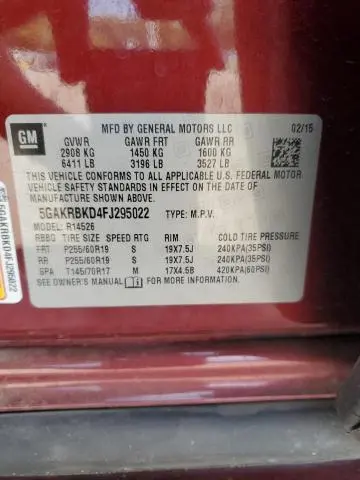 GM
MFD BY GENERAL MOTORS LLC 02/15
GVWR GAWR FRT GAWR RR
2908 KG 1450 KG 1600 KG
6411 LB 3196 LB 3527 LB
THIS VEHICLE CONFORMS TO ALL APPLICABLE U.S. FEDERAL MOTOR
VEHICLE SAFETY STANDARDS IN EFFECT ON THE DATE OF
MANUFACTURE SHOWN ABOVE.
5GAKRBKD4FJ295022 TYPE: M.P.V.
MODEL: R14526
RBBG TIRE SIZE SPEED RTG RIM COLD TIRE PRESSURE
FRT P255/60R19 S 19X7.5J 240KPA(35PSI)
RR P255/60R19 S 19X7.5J 240KPA(35PSI)
SPA T145/70R17 M 17X4.5B 420KPA(60PSI)
SEE OWNER'S MANUAL FOR MORE INFORMATION
5GAKRBKD4FJ295022